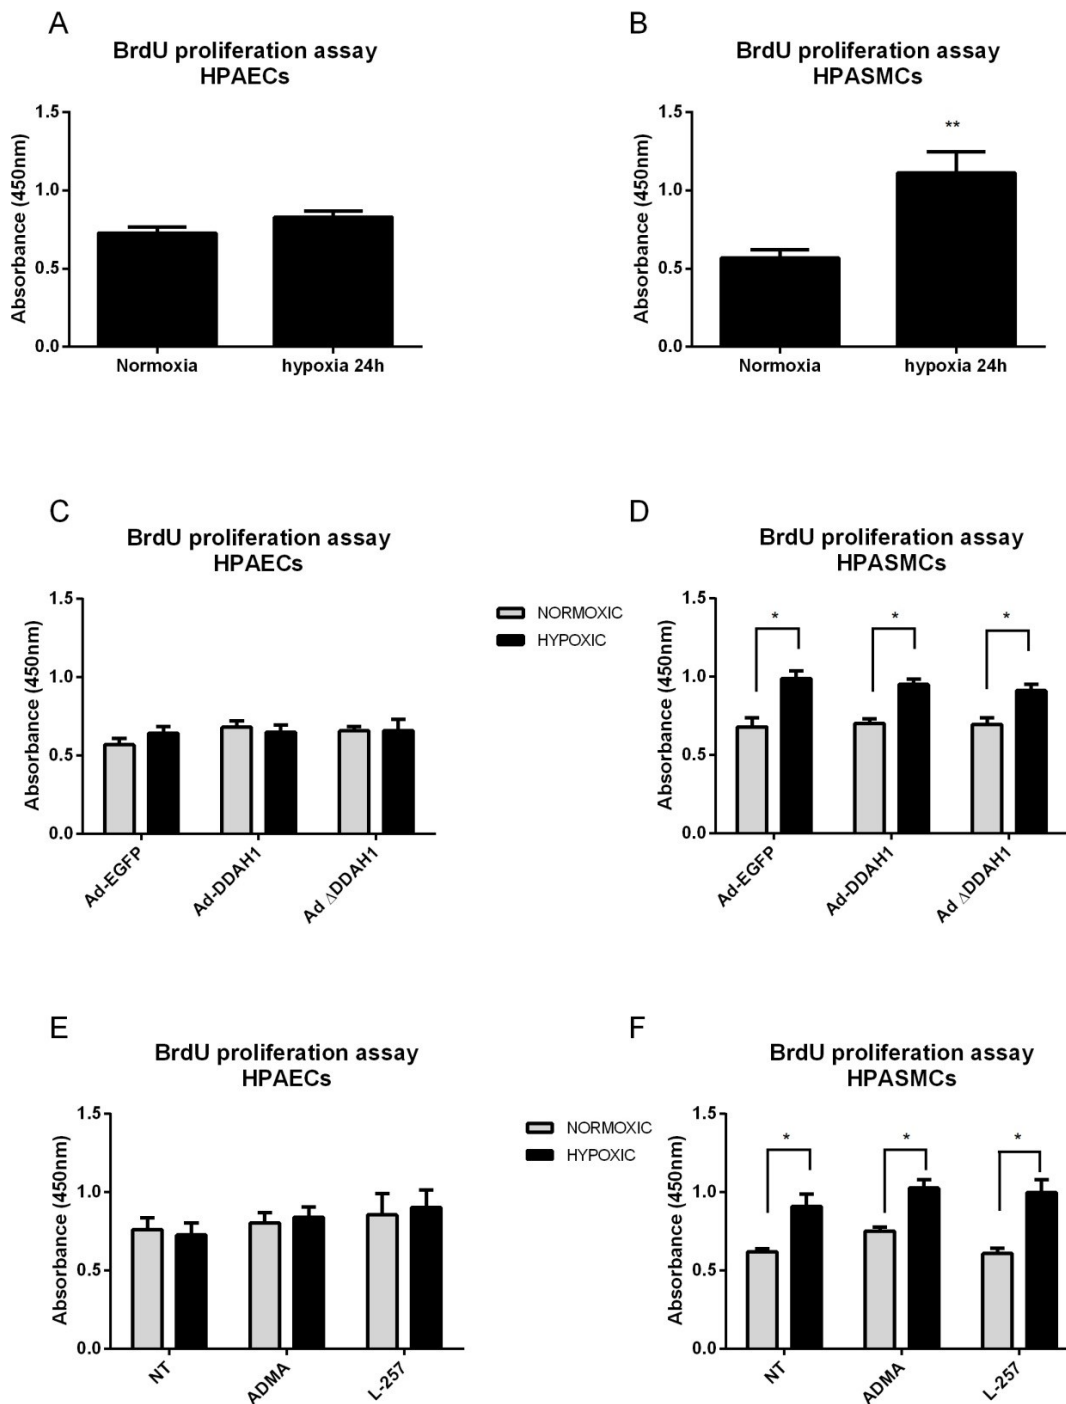 A
BrdU proliferation assay
HPAECs
Absorbance (450nm)
1.5
1.0
0.5
0.0
Normoxia
hypoxia 24h
B
BrdU proliferation assay
HPASMCs
Absorbance (450nm)
1.5
1.0
0.5
0.0
**
Normoxia
hypoxia 24h
C
BrdU proliferation assay
HPAECs
Absorbance (450nm)
1.5
1.0
0.5
0.0
Ad-EGFP
Ad-DDAH1
Ad ΔDDAH1
NORMOXIC
HYPOXIC
D
BrdU proliferation assay
HPASMCs
Absorbance (450nm)
1.5
1.0
0.5
0.0
*
*
*
Ad-EGFP
Ad-DDAH1
Ad ΔDDAH1
E
BrdU proliferation assay
HPAECs
Absorbance (450nm)
1.5
1.0
0.5
0.0
NT
ADMA
L-257
NORMOXIC
HYPOXIC
F
BrdU proliferation assay
HPASMCs
Absorbance (450nm)
1.5
1.0
0.5
0.0
*
*
*
NT
ADMA
L-257